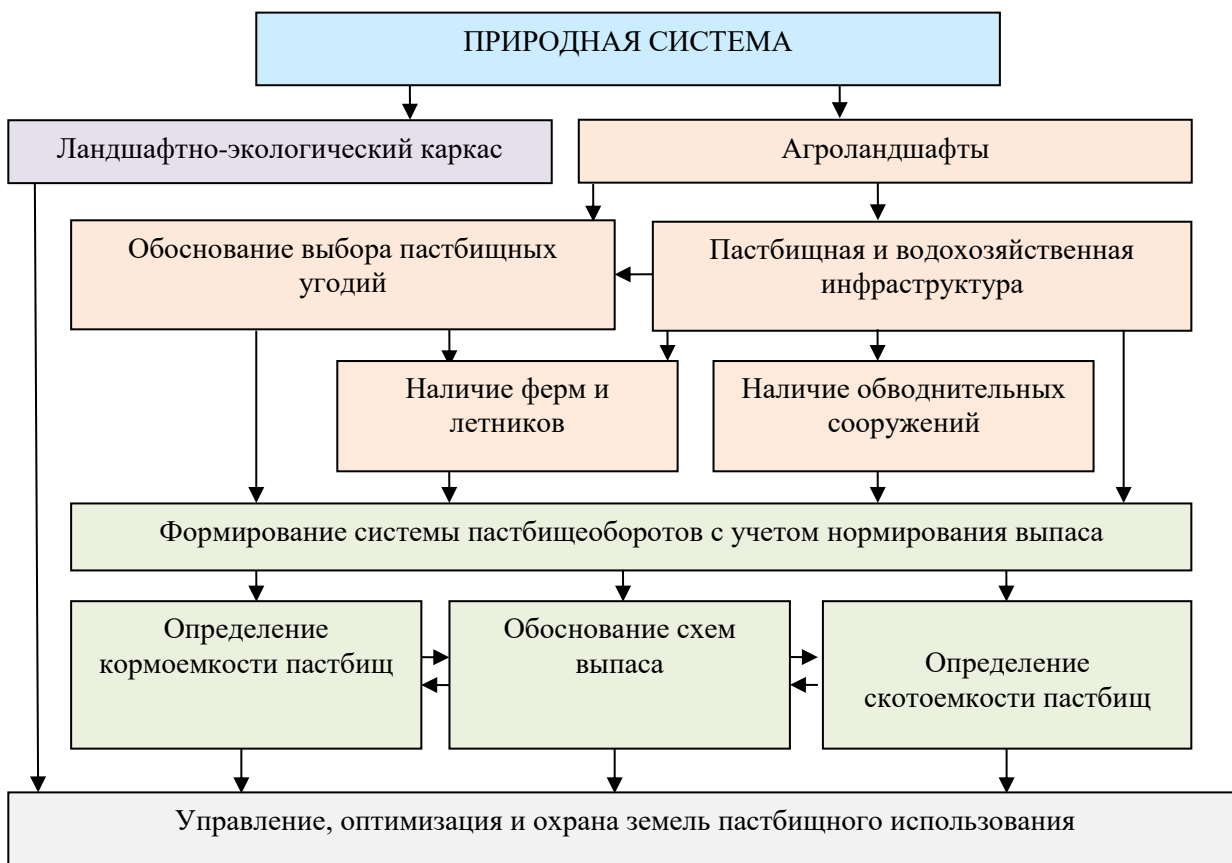 ПРИРОДНАЯ СИСТЕМА
Ландшафтно-экологический каркас
Агроландшафты
Обоснование выбора пастбищных
угодий
Пастбищная и водохозяйственная
инфраструктура
Наличие ферм и
летников
Наличие обводнительных
сооружений
Формирование системы пастбищеоборотов с учетом нормирования выпаса
Определение
кормоемкости пастбищ
Обоснование схем
выпаса
Определение
скотоемкости пастбищ
Управление, оптимизация и охрана земель пастбищного использования